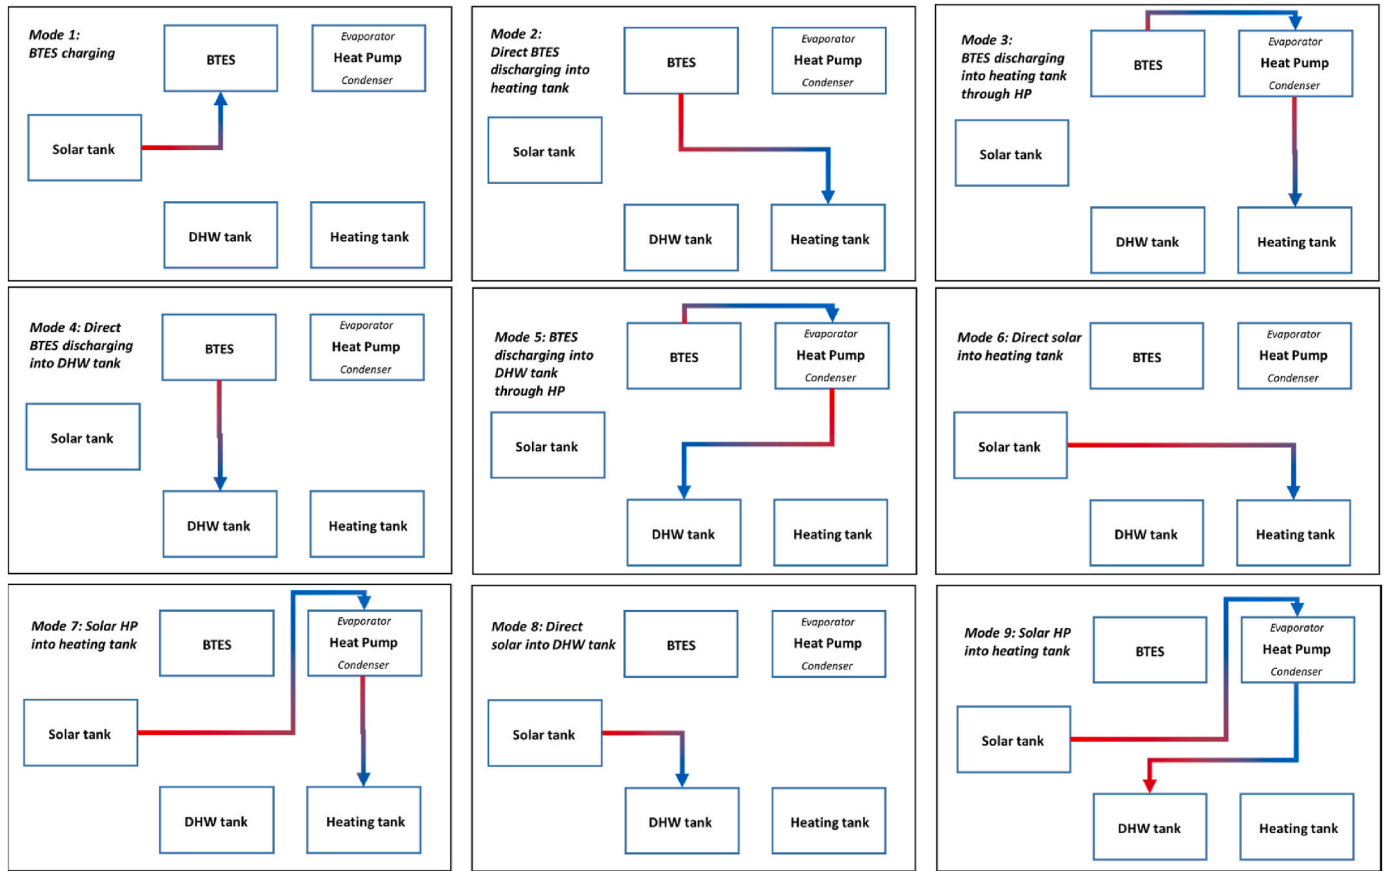 Mode 1:
BTES charging
BTES
Evaporator
Heat Pump
Condenser
Solar tank
DHW tank
Heating tank
Mode 2:
Direct BTES
discharging into
heating tank
BTES
Evaporator
Heat Pump
Condenser
Solar tank
DHW tank
Heating tank
Mode 3:
BTES discharging
into heating tank
through HP
BTES
Evaporator
Heat Pump
Condenser
Solar tank
DHW tank
Heating tank
Mode 4: Direct
BTES discharging
into DHW tank
BTES
Evaporator
Heat Pump
Condenser
Solar tank
DHW tank
Heating tank
Mode 5: BTES
discharging into
DHW tank
through HP
BTES
Evaporator
Heat Pump
Condenser
Solar tank
DHW tank
Heating tank
Mode 6: Direct solar
into heating tank
BTES
Evaporator
Heat Pump
Condenser
Solar tank
DHW tank
Heating tank
Mode 7: Solar HP
into heating tank
BTES
Evaporator
Heat Pump
Condenser
Solar tank
DHW tank
Heating tank
Mode 8: Direct
solar into DHW tank
BTES
Evaporator
Heat Pump
Condenser
Solar tank
DHW tank
Heating tank
Mode 9: Solar HP
into heating tank
BTES
Evaporator
Heat Pump
Condenser
Solar tank
DHW tank
Heating tank